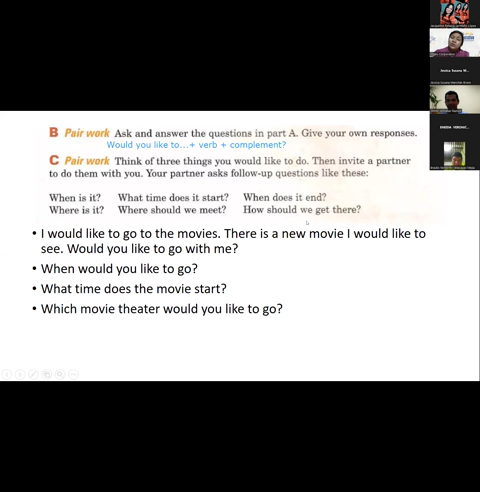 B Pair work Ask and answer the questions in part A. Give your own responses.
Would you like to...+ verb + complement?
C Pair work Think of three things you would like to do. Then invite a partner
to do them with you. Your partner asks follow-up questions like these:
When is it? What time does it start? When does it end?
Where is it? Where should we meet? How should we get there?
• I would like to go to the movies. There is a new movie I would like to
see. Would you like to go with me?
• When would you like to go?
• What time does the movie start?
• Which movie theater would you like to go?